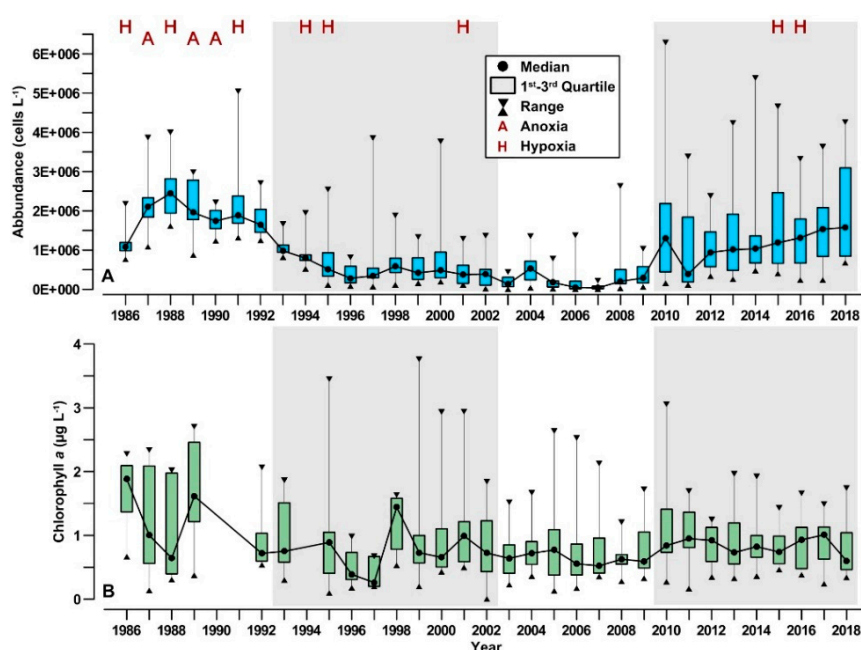 H H H H H H H H
A A A
6E+006
5E+006
4E+006
3E+006
2E+006
1E+006
0E+000
Abbundance (cells L-1)
Median
1st-3rd Quartile
Range
A Anoxia
H Hypoxia
A
1986 1988 1990 1992 1994 1996 1998 2000 2002 2004 2006 2008 2010 2012 2014 2016 2018
4
3
2
1
0
Chlorophyll a (µg L-1)
B
1986 1988 1990 1992 1994 1996 1998 2000 2002 2004 2006 2008 2010 2012 2014 2016 2018
Year